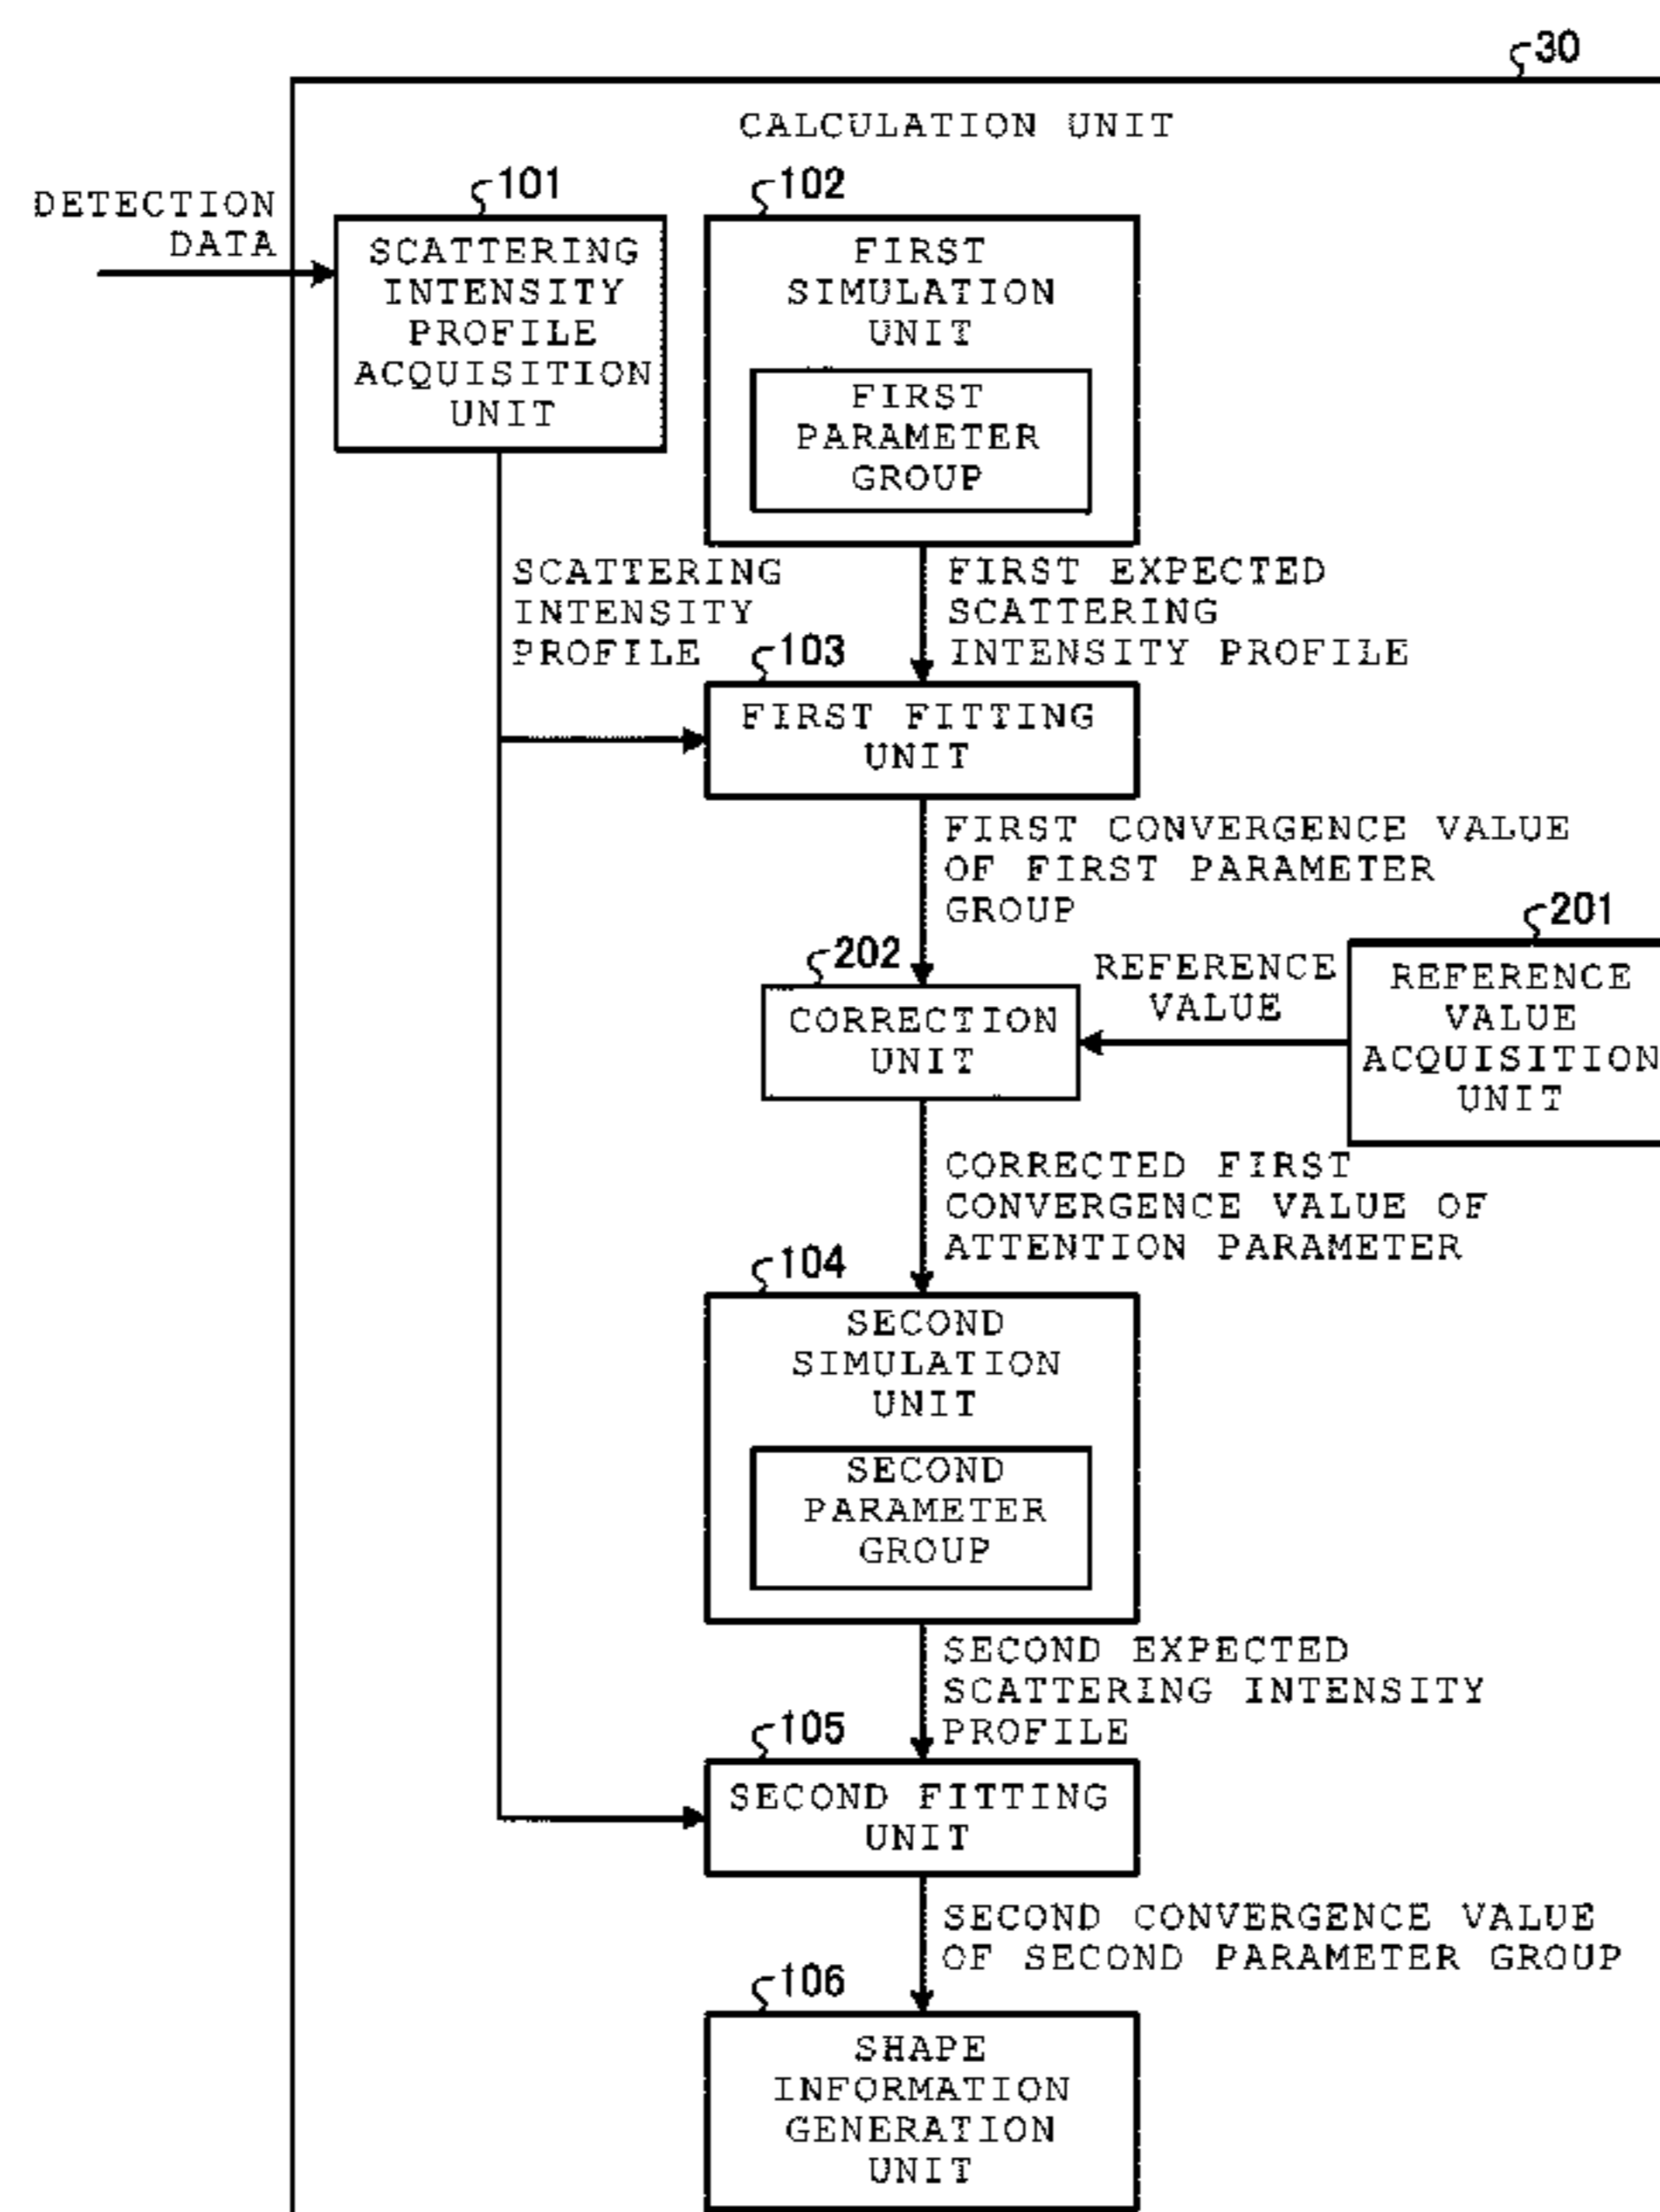 30
CALCULATION UNIT
DETECTION
DATA
101
SCATTERING
INTENSITY
PROFILE
ACQUISITION
UNIT
102
FIRST
SIMULATION
UNIT
FIRST
PARAMETER
GROUP
SCATTERING
INTENSITY
PROFILE
FIRST EXPECTED
SCATTERING
INTENSITY PROFILE
103
FIRST FITTING
UNIT
FIRST CONVERGENCE VALUE
OF FIRST PARAMETER
GROUP
202
CORRECTION
UNIT
REFERENCE
VALUE
201
REFERENCE
VALUE
ACQUISITION
UNIT
CORRECTED FIRST
CONVERGENCE VALUE OF
ATTENTION PARAMETER
104
SECOND
SIMULATION
UNIT
SECOND
PARAMETER
GROUP
SECOND EXPECTED
SCATTERING INTENSITY
PROFILE
105
SECOND FITTING
UNIT
SECOND CONVERGENCE VALUE
OF SECOND PARAMETER GROUP
106
SHAPE
INFORMATION
GENERATION
UNIT